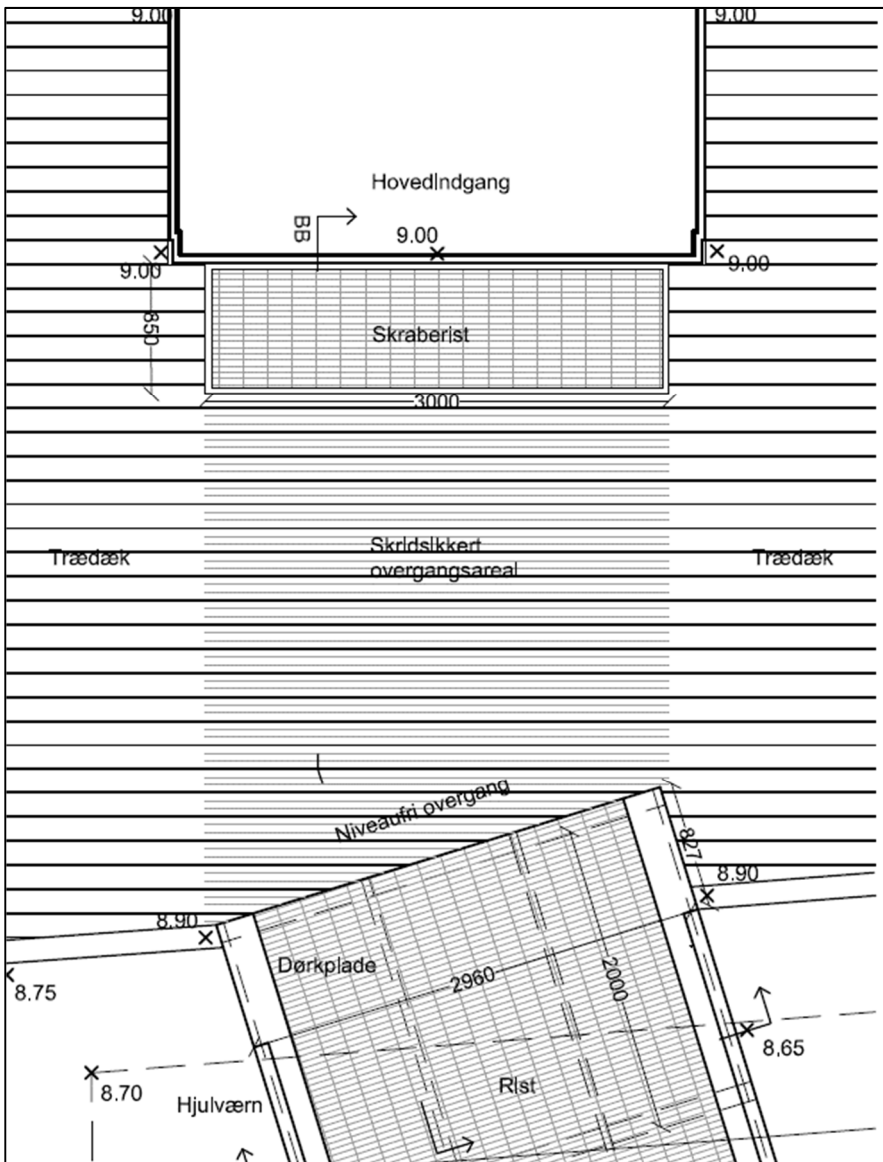 9.00
9.00
Hovedindgang
BB
9.00
9.00
9.00
850
Skraberist
3000
Trædæk
Skridsikkert
overgangsareal
Trædæk
Niveaufri overgang
827
8.90
8.90
Dørkplade
2960
2000
8.75
8.65
8.70
Rist
Hjulværn